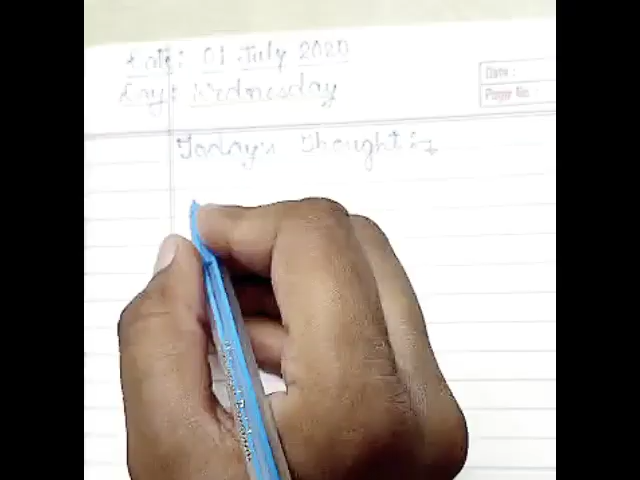 Date: 01 July 2020
Day: Wednesday
Date :
Page No :
Today's Thought :-